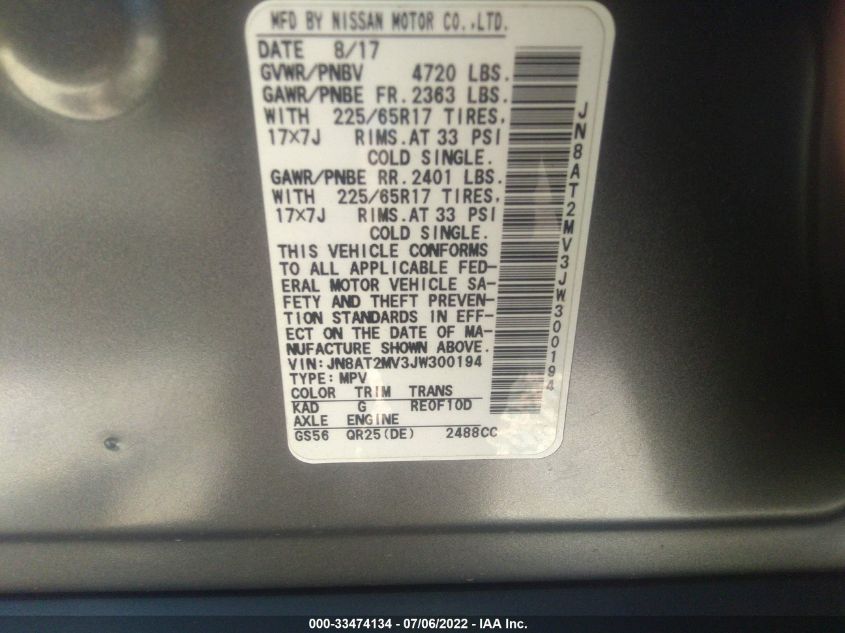 MFD BY NISSAN MOTOR CO.,LTD.
DATE 8/17
GVWR/PNBV 4720 LBS.
GAWR/PNBE FR. 2363 LBS.
WITH 225/65R17 TIRES,
17×7J RIMS. AT 33 PSI
COLD SINGLE.
GAWR/PNBE RR. 2401 LBS.
WITH 225/65R17 TIRES,
17×7J RIMS. AT 33 PSI
COLD SINGLE.
THIS VEHICLE CONFORMS
TO ALL APPLICABLE FED-
ERAL MOTOR VEHICLE SA-
FETY AND THEFT PREVEN-
TION STANDARDS IN EFF-
ECT ON THE DATE OF MA-
NUFACTURE SHOWN ABOVE.
VIN: JN8AT2MV3JW300194
TYPE: MPV
COLOR TRIM TRANS
KAD G RE0F10D
AXLE ENGINE
GS56 QR25(DE) 2488CC
JN8AT2MV3JW300194
000-33474134 - 07/06/2022 - IAA Inc.